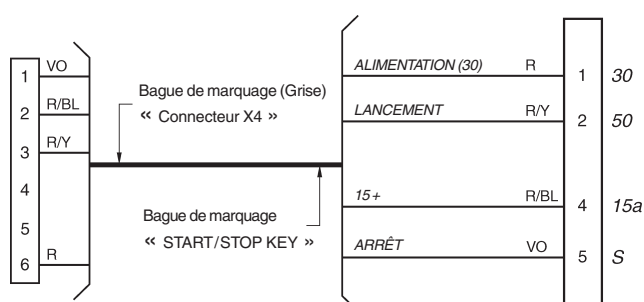 1 VO
2 R/BL
3 R/Y
4
5
6 R
Bague de marquage (Grise)
« Connecteur X4 »
Bague de marquage
« START/STOP KEY »
ALIMENTATION (30) R 1 30
LANCEMENT R/Y 2 50
15+ R/BL 4 15a
ARRÊT VO 5 S